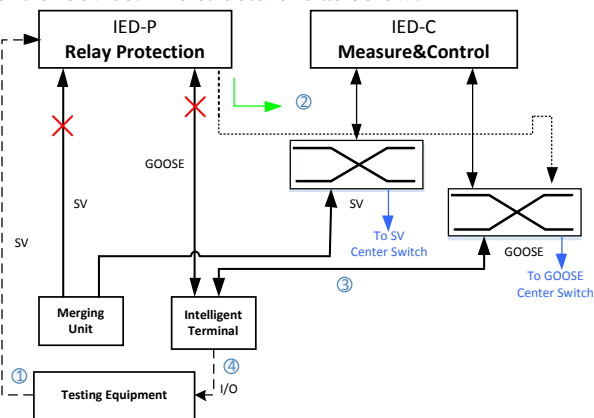 IED-P
Relay Protection
IED-C
Measure&Control
②
GOOSE
SV
SV
SV
To SV
Center Switch
GOOSE
To GOOSE
Center Switch
③
Merging
Unit
Intelligent
Terminal
①
④
I/O
Testing Equipment